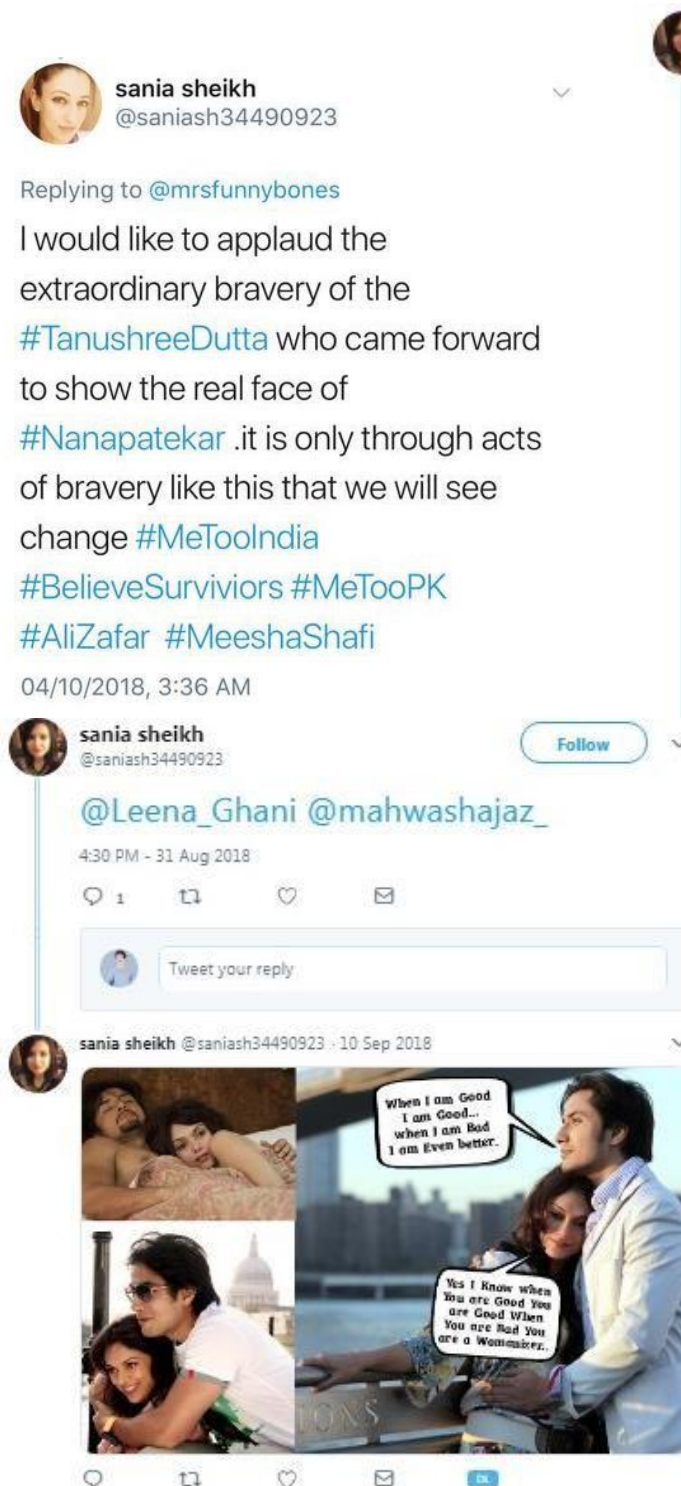 sania sheikh
@saniash34490923
Replying to @mrsfunnybones
I would like to applaud the
extraordinary bravery of the
#TanushreeDutta who came forward
to show the real face of
#Nanapatekar .it is only through acts
of bravery like this that we will see
change #MeTooIndia
#BelieveSurviviors #MeTooPK
#AliZafar #MeeshaShafi
04/10/2018, 3:36 AM
sania sheikh
@saniash34490923
Follow
@Leena_Ghani @mahwashajaz_
4:30 PM - 31 Aug 2018
1
Tweet your reply
sania sheikh @saniash34490923 · 10 Sep 2018
When I am Good
I am Good...
when I am Bad
I am Even better.
Yes I Know when
You are Good You
are Good When
You are Bad You
are a Womanizer..
IONS